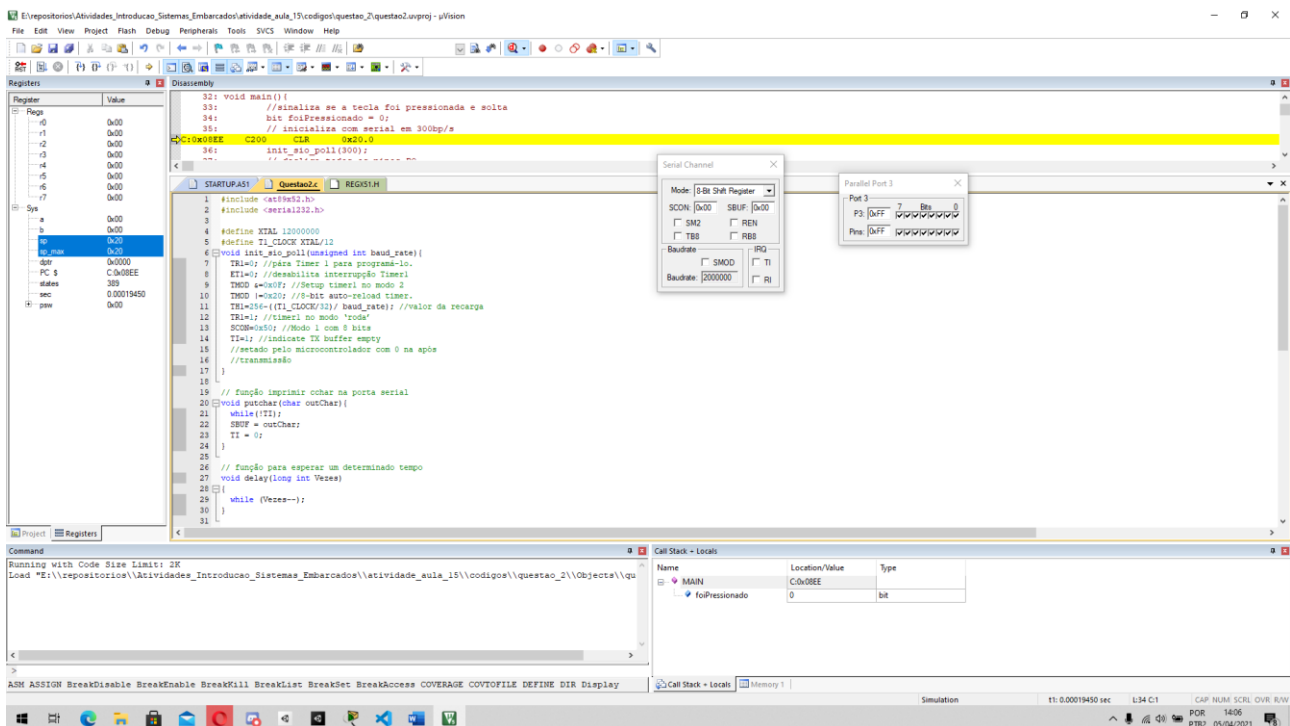 E:\repositorios\Atividades_Introducao_Sistemas_Embarcados\atividade_aula_15\codigos\questao_2\questao2.uvproj - µVision
File Edit View Project Flash Debug Peripherals Tools SVCS Window Help
Registers
Register Value
Regs
r0 0x00
r1 0x00
r2 0x00
r3 0x00
r4 0x00
r5 0x00
r6 0x00
r7 0x00
Sys
a 0x00
b 0x00
sp 0x20
sp_max 0x20
dptr 0x0000
PC $ C:0x08EE
states 389
sec 0.00019450
psw 0x00
Project Registers
Disassembly
32: void main(){
33: //sinaliza se a tecla foi pressionada e solta
34: bit foiPressionado = 0;
35: // inicializa com serial em 300bp/s
C:0x08EE C200 CLR 0x20.0
36: init_sio_poll(300);
STARTUP.A51 Questao2.c REGX51.H
1 #include <at89x52.h>
2 #include <serial232.h>
3
4 #define XTAL 12000000
5 #define T1_CLOCK XTAL/12
6 void init_sio_poll(unsigned int baud_rate){
7 TR1=0; //pára Timer 1 para programá-lo.
8 ET1=0; //desabilita interrupção Timer1
9 TMOD &=0x0F; //Setup timer1 no modo 2
10 TMOD |=0x20; //8-bit auto-reload timer.
11 TH1=256-((T1_CLOCK/32)/ baud_rate); //valor da recarga
12 TR1=1; //timer1 no modo ‘roda’
13 SCON=0x50; //Modo 1 com 8 bits
14 TI=1; //indicate TX buffer empty
15 //setado pelo microcontrolador com 0 na após
16 //transmissão
17 }
18
19 // função imprimir cchar na porta serial
20 void putchar(char outChar){
21 while(!TI);
22 SBUF = outChar;
23 TI = 0;
24 }
25
26 // função para esperar um determinado tempo
27 void delay(long int Vezes)
28 {
29 while (Vezes--);
30 }
31
Serial Channel
Mode: 8-Bit Shift Register
SCON: 0x00 SBUF: 0x00
SM2 REN
TB8 RB8
Baudrate IRQ
SMOD TI
Baudrate: 2000000 RI
Parallel Port 3
Port 3
7 Bits 0
P3: 0xFF
Pins: 0xFF
Command
Running with Code Size Limit: 2K
Load "E:\\repositorios\\Atividades_Introducao_Sistemas_Embarcados\\atividade_aula_15\\codigos\\questao_2\\Objects\\qu
>
ASM ASSIGN BreakDisable BreakEnable BreakKill BreakList BreakSet BreakAccess COVERAGE COVTOFILE DEFINE DIR Display
Call Stack + Locals
Name Location/Value Type
MAIN C:0x08EE
foiPressionado 0 bit
Call Stack + Locals Memory 1
Simulation t1: 0.00019450 sec L:34 C:1 CAP NUM SCRL OVR R/W
POR 14:06
PTB2 05/04/2021